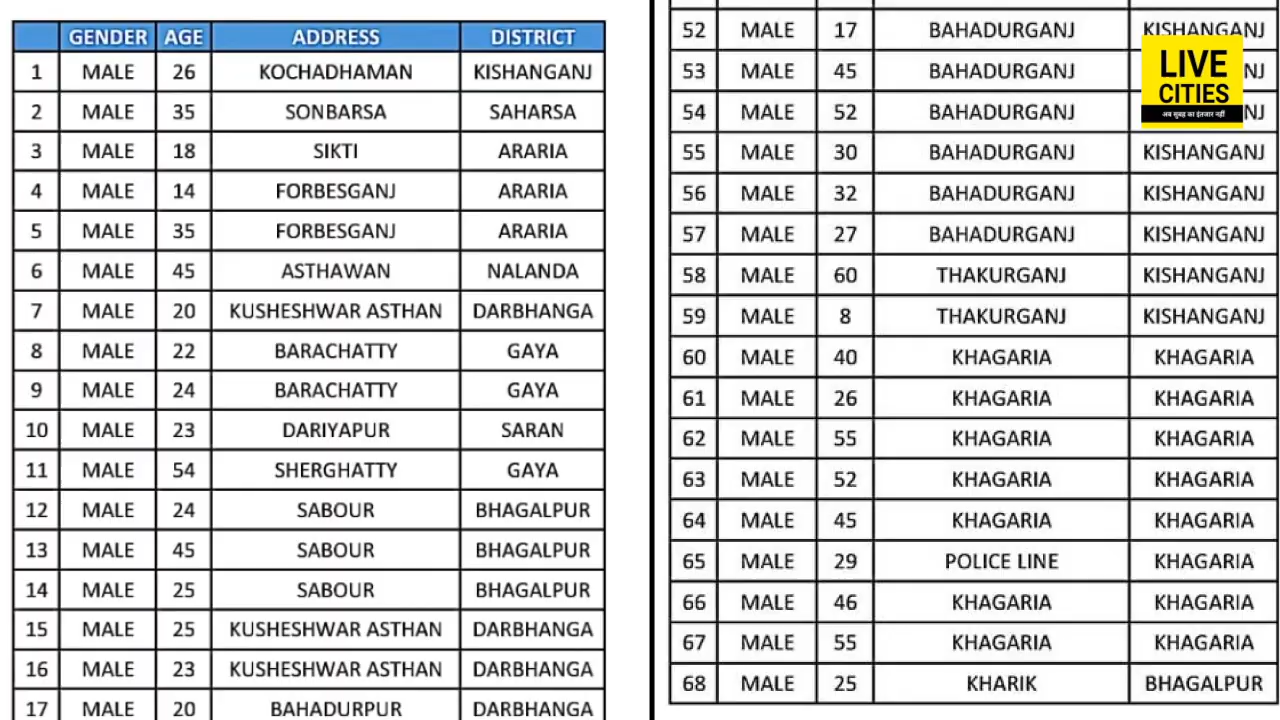 GENDER AGE ADDRESS DISTRICT
1 MALE 26 KOCHADHAMAN KISHANGANJ
2 MALE 35 SONBARSA SAHARSA
3 MALE 18 SIKTI ARARIA
4 MALE 14 FORBESGANJ ARARIA
5 MALE 35 FORBESGANJ ARARIA
6 MALE 45 ASTHAWAN NALANDA
7 MALE 20 KUSHESHWAR ASTHAN DARBHANGA
8 MALE 22 BARACHATTY GAYA
9 MALE 24 BARACHATTY GAYA
10 MALE 23 DARIYAPUR SARAN
11 MALE 54 SHERGHATTY GAYA
12 MALE 24 SABOUR BHAGALPUR
13 MALE 45 SABOUR BHAGALPUR
14 MALE 25 SABOUR BHAGALPUR
15 MALE 25 KUSHESHWAR ASTHAN DARBHANGA
16 MALE 23 KUSHESHWAR ASTHAN DARBHANGA
17 MALE 20 BAHADURPUR DARBHANGA
52 MALE 17 BAHADURGANJ KISHANGANJ
53 MALE 45 BAHADURGANJ NJ
54 MALE 52 BAHADURGANJ NJ
55 MALE 30 BAHADURGANJ KISHANGANJ
56 MALE 32 BAHADURGANJ KISHANGANJ
57 MALE 27 BAHADURGANJ KISHANGANJ
58 MALE 60 THAKURGANJ KISHANGANJ
59 MALE 8 THAKURGANJ KISHANGANJ
60 MALE 40 KHAGARIA KHAGARIA
61 MALE 26 KHAGARIA KHAGARIA
62 MALE 55 KHAGARIA KHAGARIA
63 MALE 52 KHAGARIA KHAGARIA
64 MALE 45 KHAGARIA KHAGARIA
65 MALE 29 POLICE LINE KHAGARIA
66 MALE 46 KHAGARIA KHAGARIA
67 MALE 55 KHAGARIA KHAGARIA
68 MALE 25 KHARIK BHAGALPUR
LIVE
CITIES
अब सुबह का इंतजार नहीं